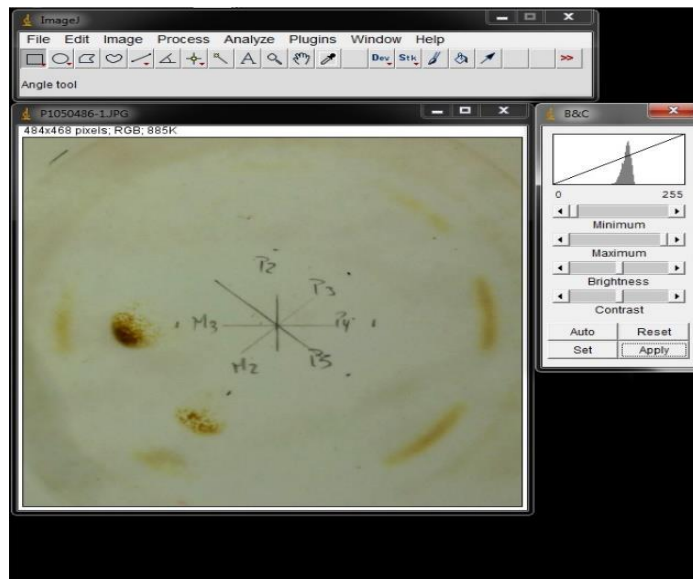 ImageJ
File Edit Image Process Analyze Plugins Window Help
A Dev Stk >>
Angle tool
P1050486-1.JPG
484x468 pixels; RGB; 885K
P2
P3
M3 P4
M2 P5
B&C
0 255
Minimum
Maximum
Brightness
Contrast
Auto Reset
Set Apply